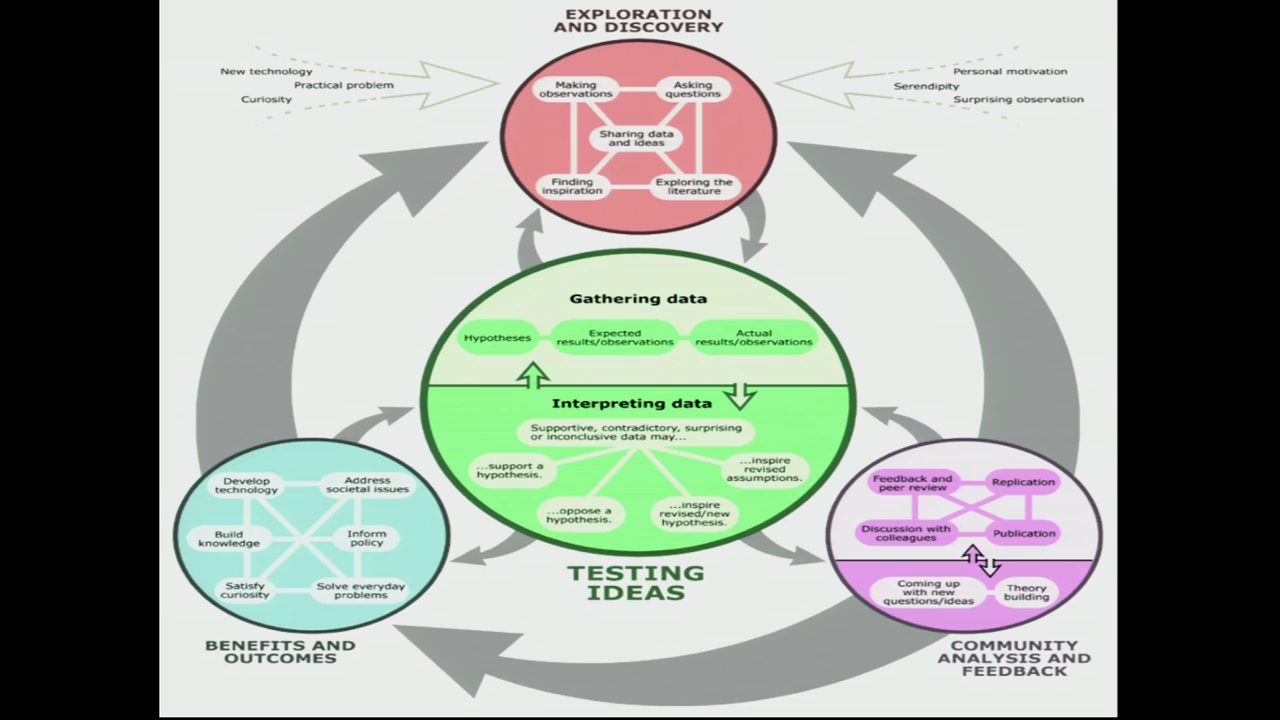 EXPLORATION
AND DISCOVERY
New technology
Practical problem
Curiosity
Personal motivation
Serendipity
Surprising observation
Making
observations
Asking
questions
Sharing data
and ideas
Finding
inspiration
Exploring the
literature
Gathering data
Hypotheses
Expected
results/observations
Actual
results/observations
Interpreting data
Supportive, contradictory, surprising
or inconclusive data may...
...support a
hypothesis.
...inspire
revised
assumptions.
...oppose a
hypothesis.
...inspire
revised/new
hypothesis.
TESTING
IDEAS
Develop
technology
Address
societal issues
Build
knowledge
Inform
policy
Satisfy
curiosity
Solve everyday
problems
BENEFITS AND
OUTCOMES
Feedback and
peer review
Replication
Discussion with
colleagues
Publication
Coming up
with new
questions/ideas
Theory
building
COMMUNITY
ANALYSIS AND
FEEDBACK